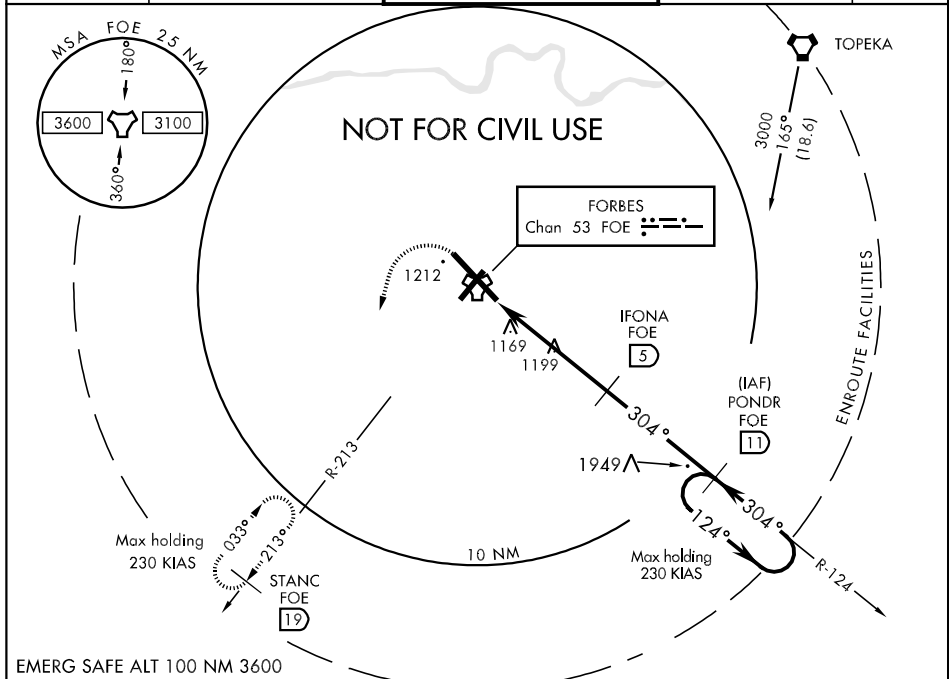 MSA FOE 25 NM
180°
3600
3100
360°
TOPEKA
3000
165°
(18.6)
NOT FOR CIVIL USE
FORBES
Chan 53 FOE
1212
1169
1199
IFONA
FOE
5
ENROUTE FACILITIES
(IAF)
PONDR
FOE
11
304°
1949
304°
124°
R-213
Max holding
230 KIAS
033°
213°
10 NM
Max holding
230 KIAS
R-124
STANC
FOE
19
EMERG SAFE ALT 100 NM 3600